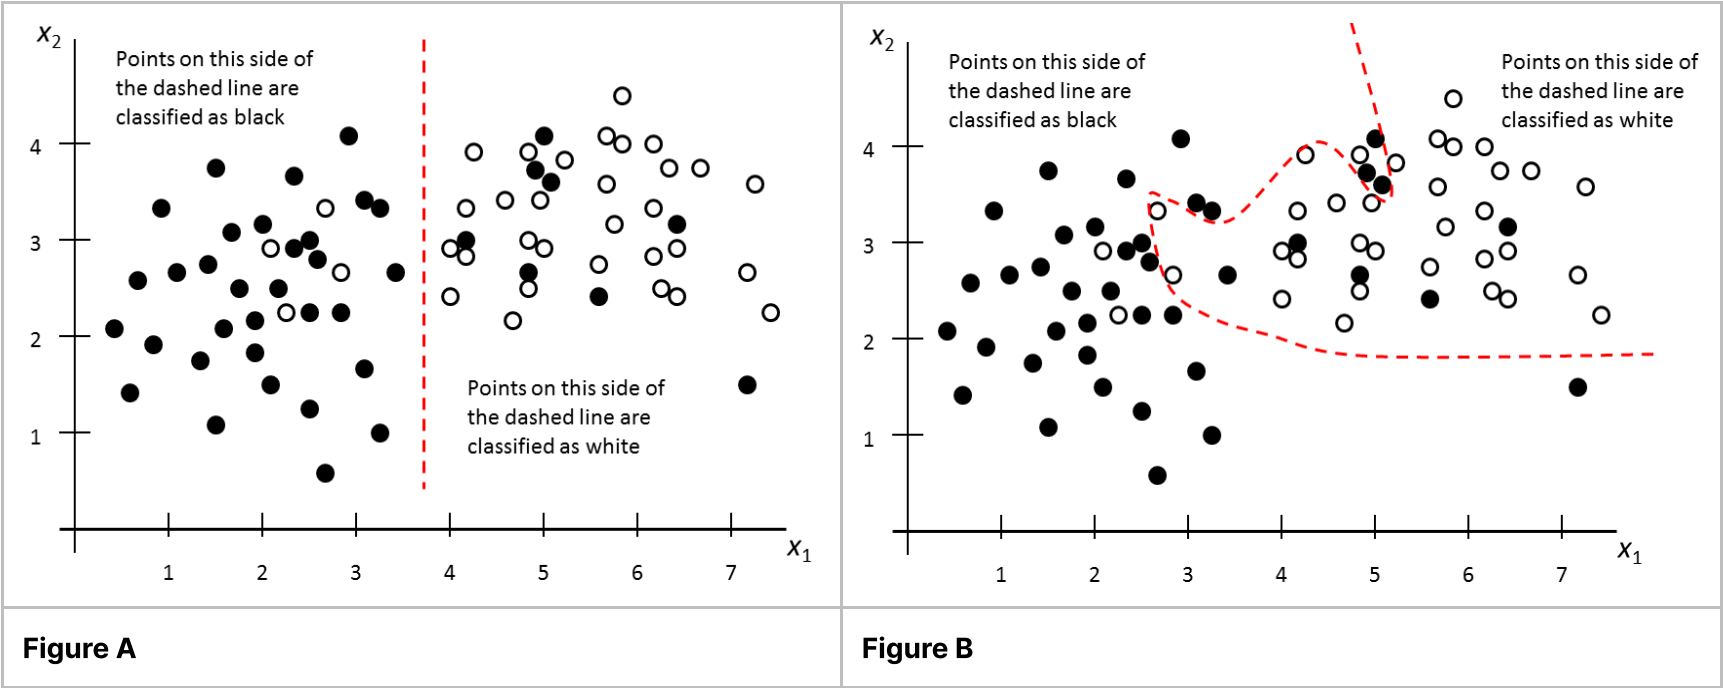 x2
Points on this side of
the dashed line are
classified as black
4
3
2
1
Points on this side of
the dashed line are
classified as white
x1
1 2 3 4 5 6 7
Figure A
x2
Points on this side of
the dashed line are
classified as black
Points on this side of
the dashed line are
classified as white
4
3
2
1
x1
1 2 3 4 5 6 7
Figure B